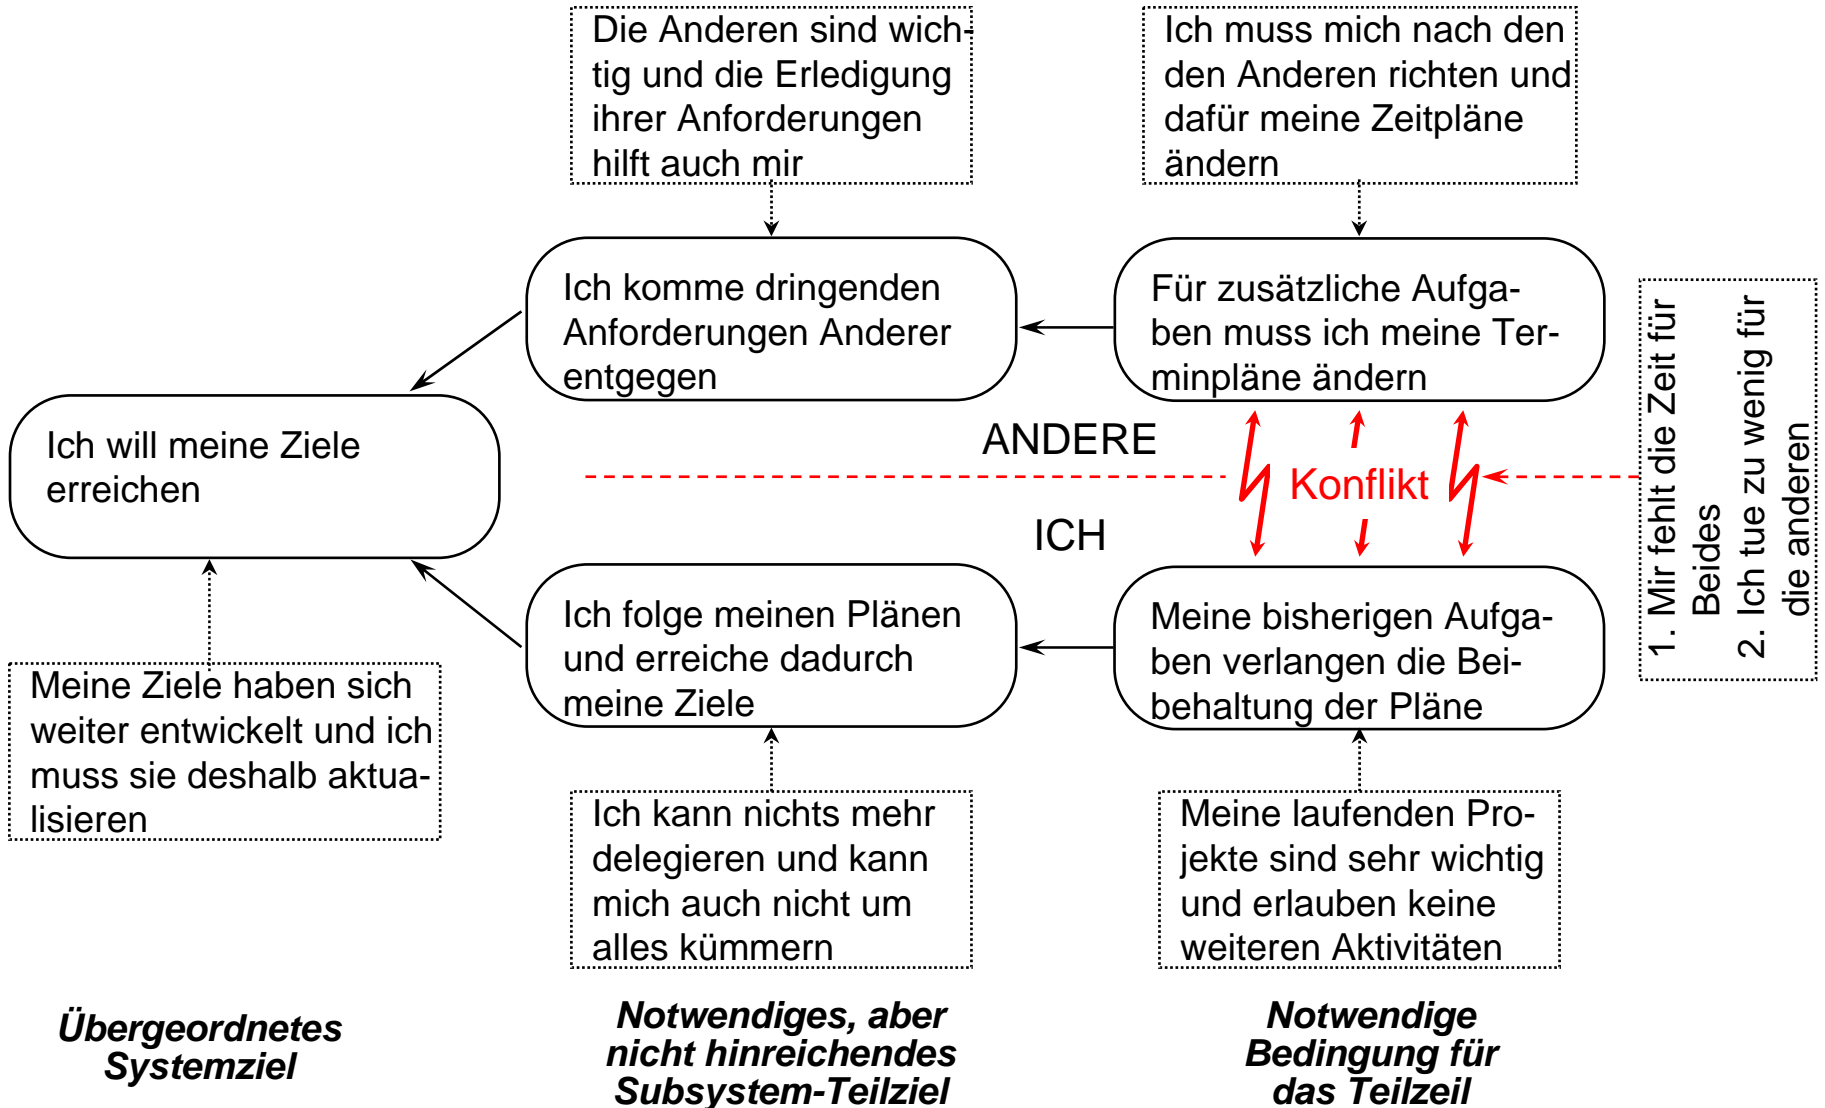 Die Anderen sind wich-
tig und die Erledigung
ihrer Anforderungen
hilft auch mir
Ich muss mich nach den
den Anderen richten und
dafür meine Zeitpläne
ändern
Ich komme dringenden
Anforderungen Anderer
entgegen
Für zusätzliche Aufga-
ben muss ich meine Ter-
minpläne ändern
1. Mir fehlt die Zeit für
Beides
2. Ich tue zu wenig für
die anderen
Ich will meine Ziele
erreichen
ANDERE
Konflikt
ICH
Ich folge meinen Plänen
und erreiche dadurch
meine Ziele
Meine bisherigen Aufga-
ben verlangen die Bei-
behaltung der Pläne
Meine Ziele haben sich
weiter entwickelt und ich
muss sie deshalb aktua-
lisieren
Ich kann nichts mehr
delegieren und kann
mich auch nicht um
alles kümmern
Meine laufenden Pro-
jekte sind sehr wichtig
und erlauben keine
weiteren Aktivitäten
Übergeordnetes
Systemziel
Notwendiges, aber
nicht hinreichendes
Subsystem-Teilziel
Notwendige
Bedingung für
das Teilzeil